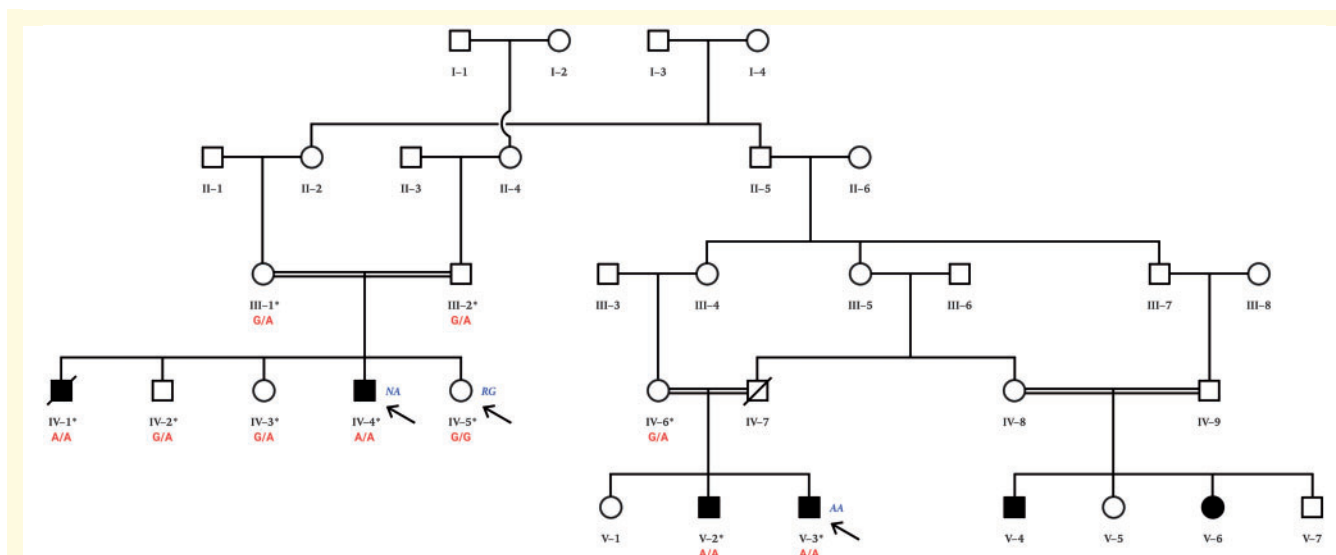 I-1 I-2 I-3 I-4
II-1 II-2 II-3 II-4 II-5 II-6
III-1* III-2* III-3 III-4 III-5 III-6 III-7 III-8
G/A G/A
NA RG
IV-1* IV-2* IV-3* IV-4* IV-5* IV-6* IV-7 IV-8 IV-9
A/A G/A G/A A/A G/G G/A
AA
V-1 V-2* V-3* V-4 V-5 V-6 V-7
A/A A/A